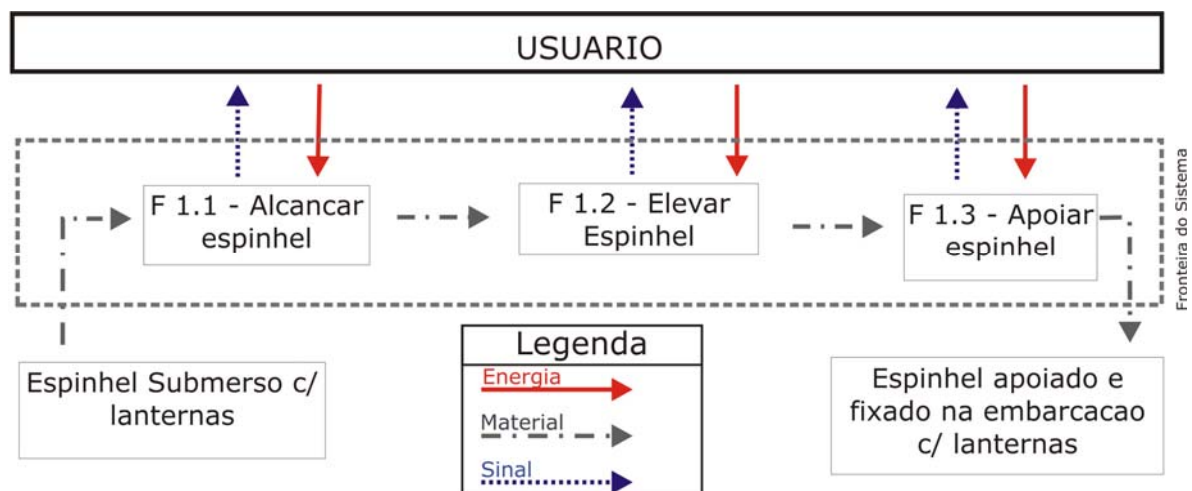 USUARIO
Fronteira do Sistema
F 1.1 - Alcancar
espinhel
F 1.2 - Elevar
Espinhel
F 1.3 - Apoiar
espinhel
Espinhel Submerso c/
lanternas
Legenda
Energia
Material
Sinal
Espinhel apoiado e
fixado na embarcacao
c/ lanternas